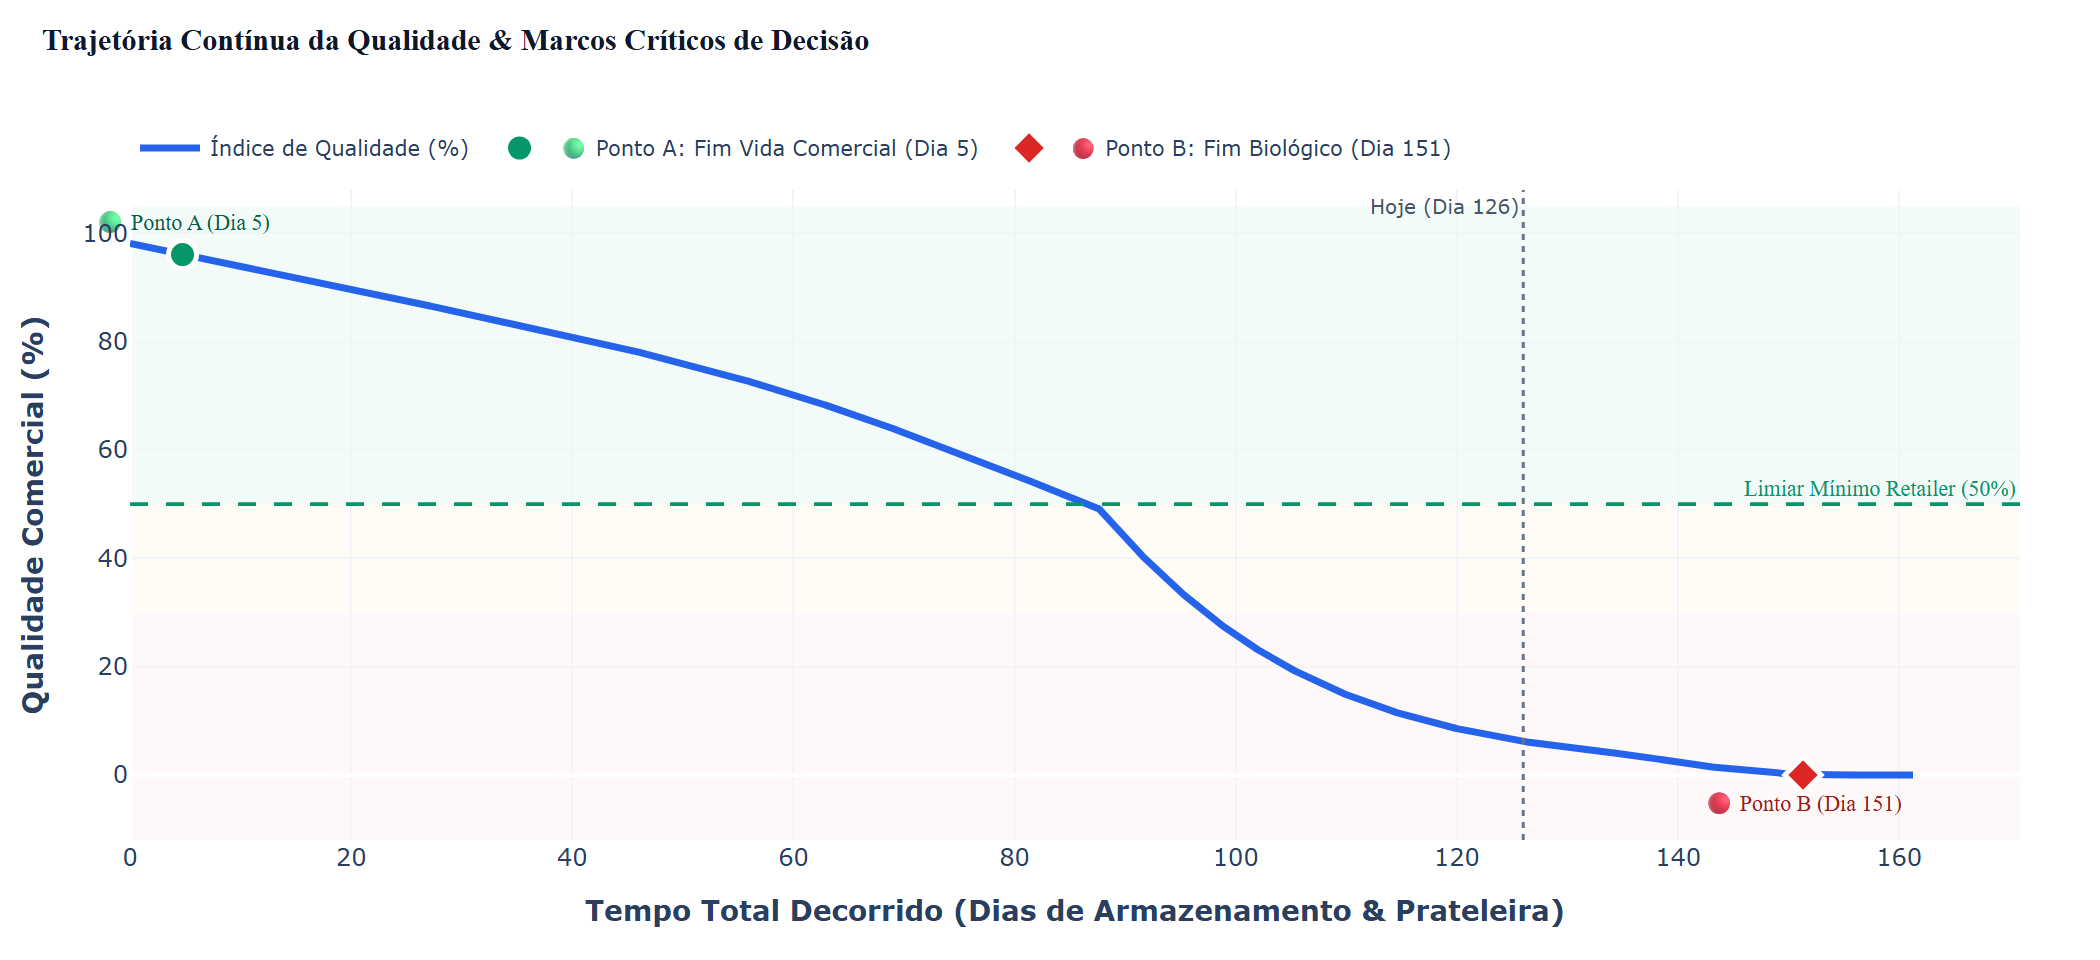 Trajetória Contínua da Qualidade & Marcos Críticos de Decisão
Índice de Qualidade (%)
Ponto A: Fim Vida Comercial (Dia 5)
Ponto B: Fim Biológico (Dia 151)
Hoje (Dia 126)
Ponto A (Dia 5)
100
80
60
Limiar Mínimo Retailer (50%)
40
20
0
Ponto B (Dia 151)
Qualidade Comercial (%)
0 20 40 60 80 100 120 140 160
Tempo Total Decorrido (Dias de Armazenamento & Prateleira)